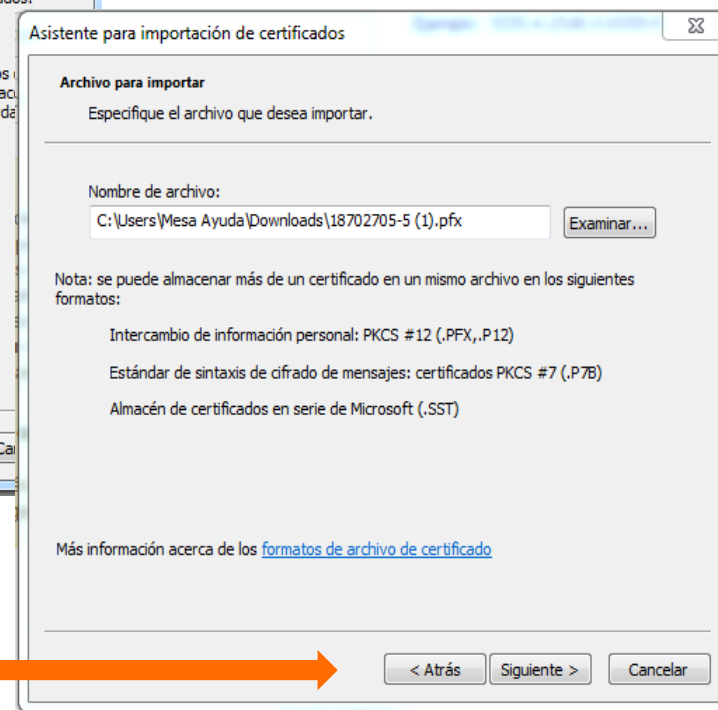 Asistente para importación de certificados
Archivo para importar
Especifique el archivo que desea importar.
Nombre de archivo:
C:\Users\Mesa Ayuda\Downloads\18702705-5 (1).pfx
Examinar...
Nota: se puede almacenar más de un certificado en un mismo archivo en los siguientes
formatos:
Intercambio de información personal: PKCS #12 (.PFX,.P12)
Estándar de sintaxis de cifrado de mensajes: certificados PKCS #7 (.P7B)
Almacén de certificados en serie de Microsoft (.SST)
Más información acerca de los formatos de archivo de certificado
< Atrás
Siguiente >
Cancelar